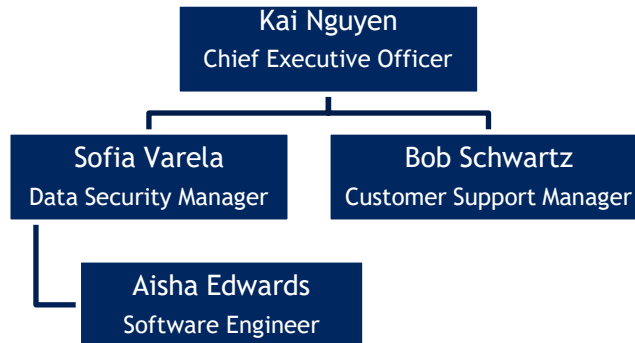 Kai Nguyen
Chief Executive Officer
Sofia Varela
Data Security Manager
Bob Schwartz
Customer Support Manager
Aisha Edwards
Software Engineer